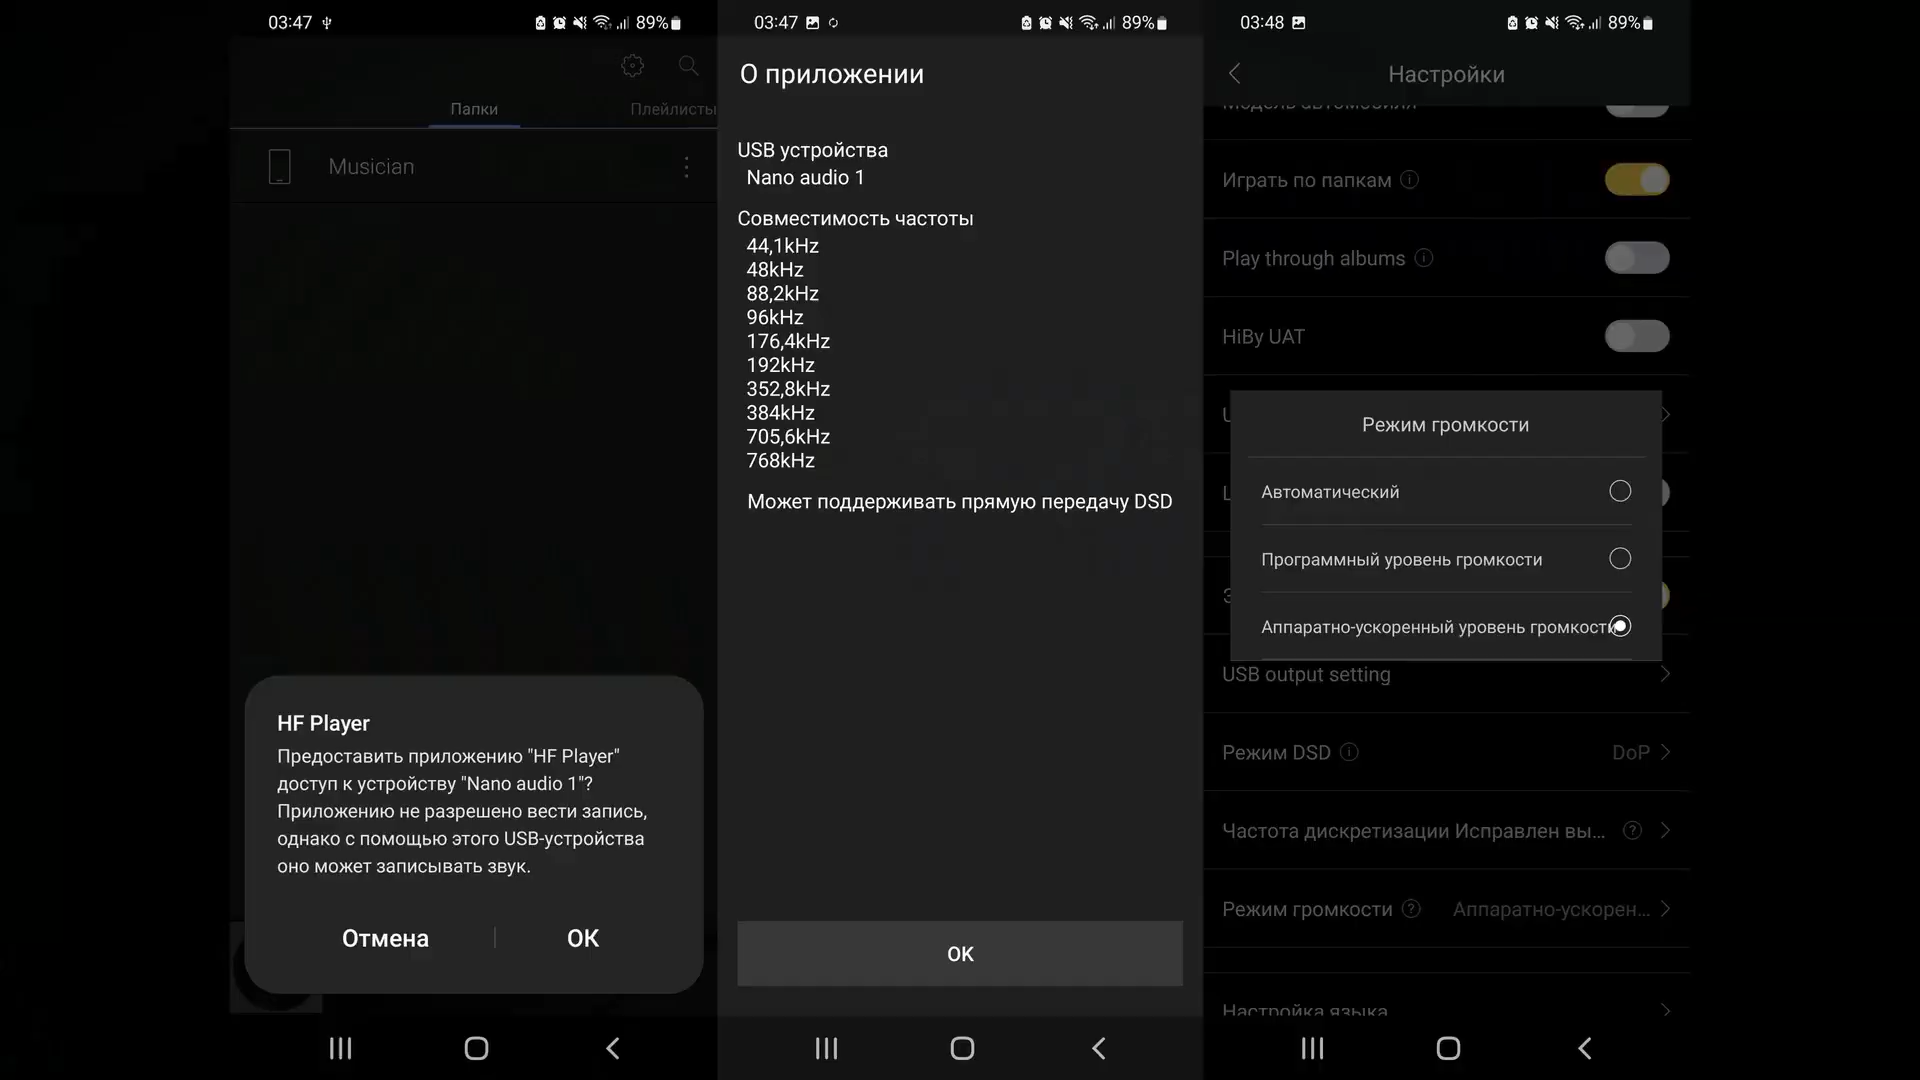 03:47
89%
Папки
Плейлисты
Musician
HF Player
Предоставить приложению "HF Player"
доступ к устройству "Nano audio 1"?
Приложению не разрешено вести запись,
однако с помощью этого USB-устройства
оно может записывать звук.
Отмена
ОК
03:47
89%
О приложении
USB устройства
Nano audio 1
Совместимость частоты
44,1kHz
48kHz
88,2kHz
96kHz
176,4kHz
192kHz
352,8kHz
384kHz
705,6kHz
768kHz
Может поддерживать прямую передачу DSD
OK
03:48
89%
Настройки
Модель автомобиля
Играть по папкам
Play through albums
HiBy UAT
Режим громкости
Автоматический
Программный уровень громкости
Аппаратно-ускоренный уровень громкости
USB output setting
Режим DSD
DoP
Частота дискретизации Исправлен вы...
Режим громкости
Аппаратно-ускорен...
Настройка языка